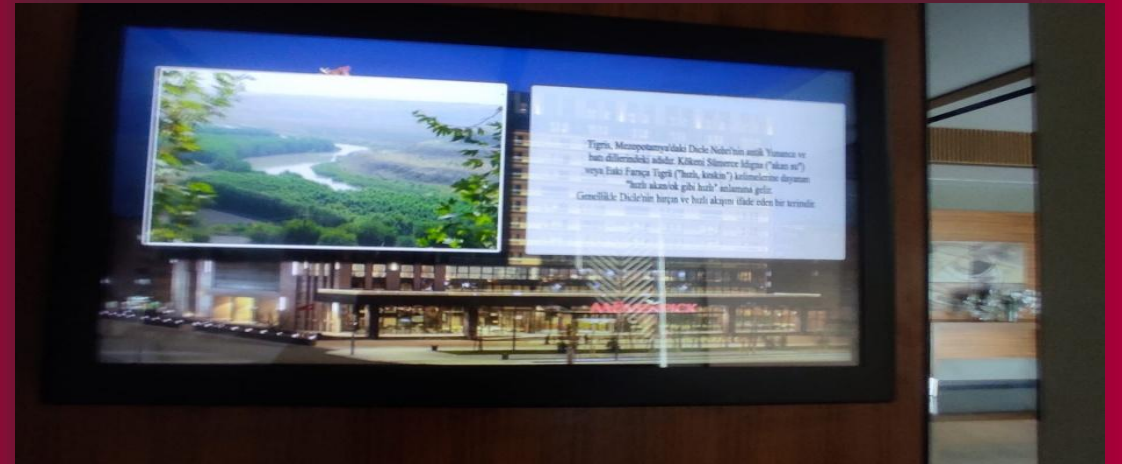 Tigris, Mezopotamya'daki Dicle Nehri'nin antik Yunanca ve
batı dillerindeki adıdır. Kökeni Sümerce Idigna ("akan su")
veya Eski Farsça Tigrā ("hızlı, keskin") kelimelerine dayanan
"hızlı akan/ok gibi hızlı" anlamına gelir.
Genellikle Dicle'nin hırçın ve hızlı akışını ifade eden bir terimdir.
MÖVENPICK